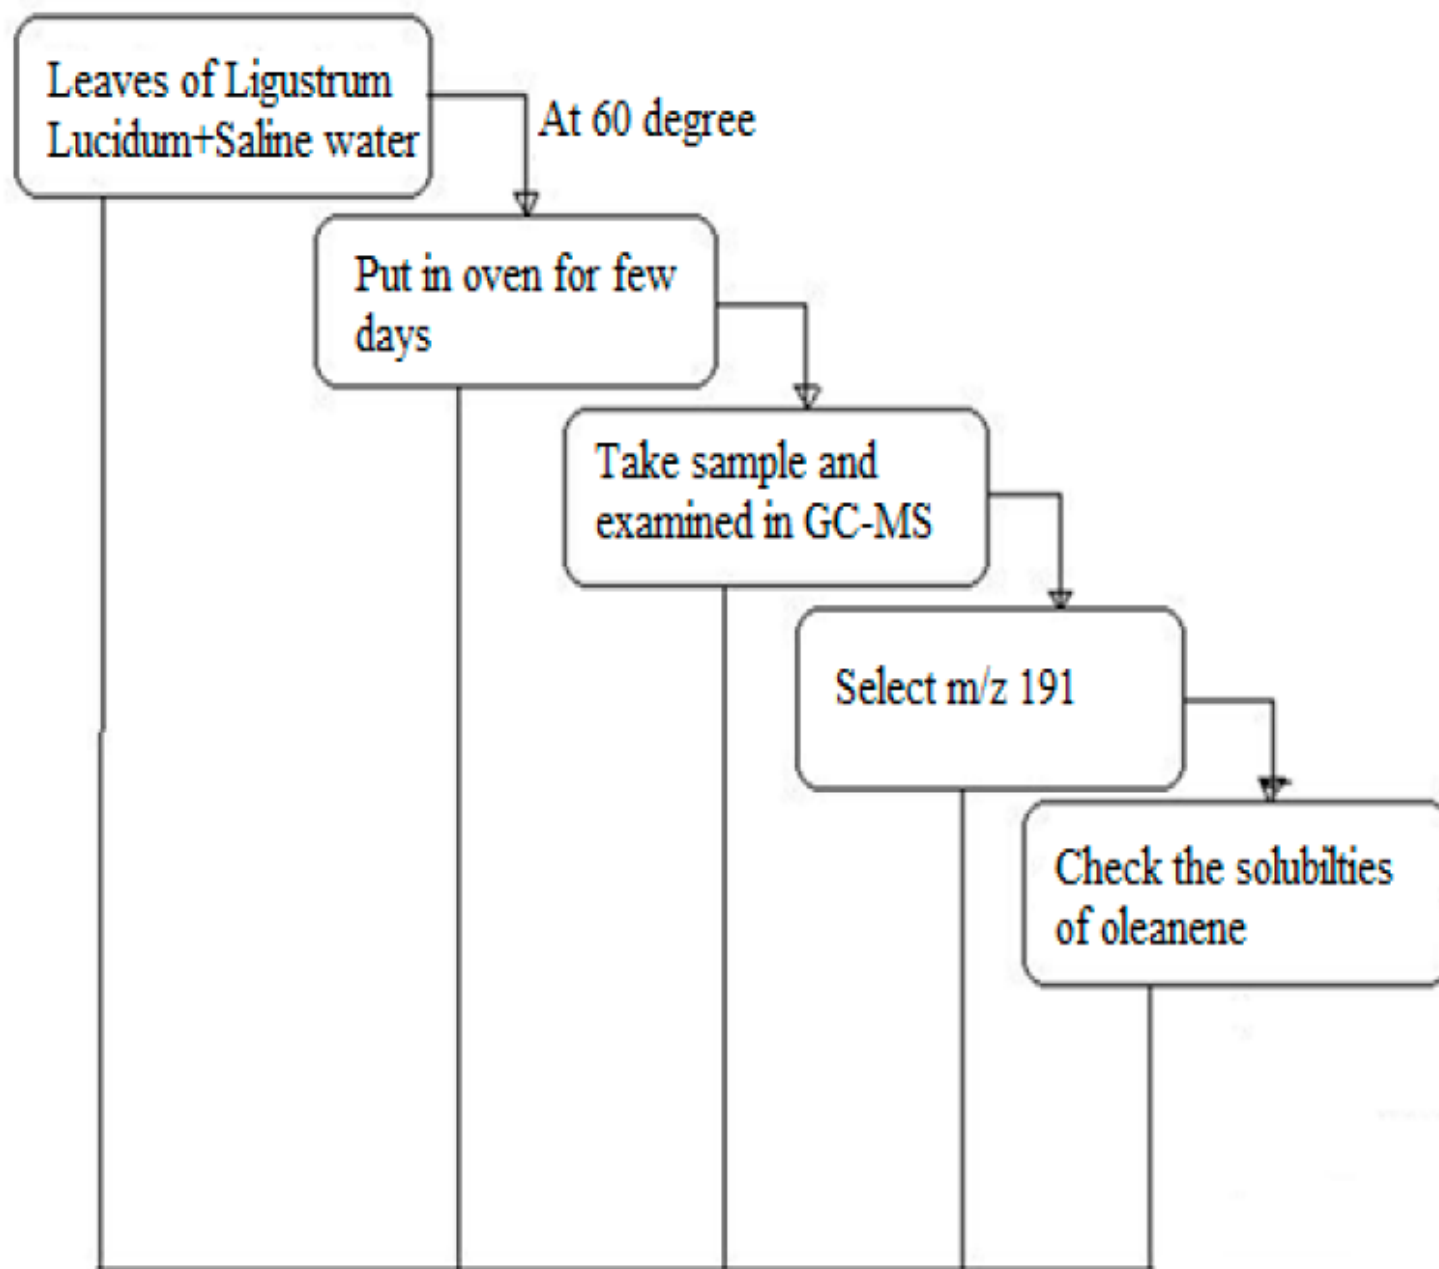 Leaves of Ligustrum
Lucidum+Saline water
At 60 degree
Put in oven for few
days
Take sample and
examined in GC-MS
Select m/z 191
Check the solubilties
of oleanene